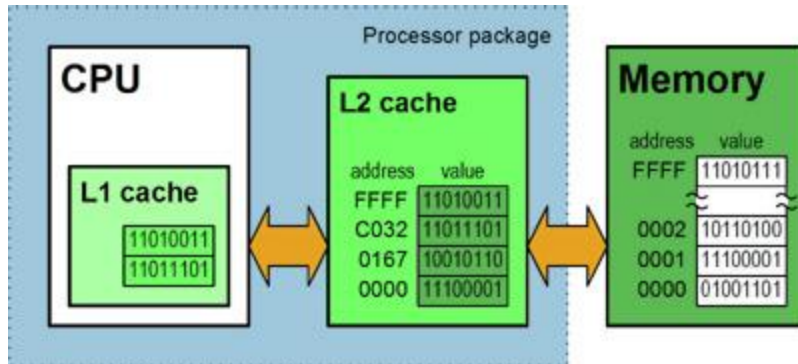 Processor package
CPU
L1 cache
11010011
11011101
L2 cache
address value
FFFF 11010011
C032 11011101
0167 10010110
0000 11100001
Memory
address value
FFFF 11010111
0002 10110100
0001 11100001
0000 01001101